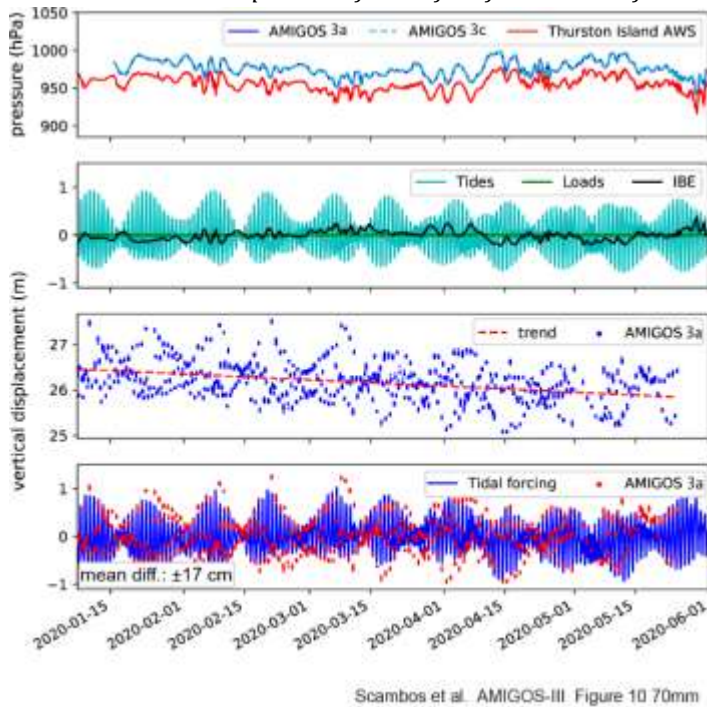 1050
1000
950
900
pressure (hPa)
AMIGOS 3a
AMIGOS 3c
Thurston Island AWS
1
0
−1
Tides
Loads
IBE
vertical displacement (m)
27
26
25
trend
AMIGOS 3a
1
0
−1
Tidal forcing
AMIGOS 3a
mean diff.: ±17 cm
2020-01-15
2020-02-01
2020-02-15
2020-03-01
2020-03-15
2020-04-01
2020-04-15
2020-05-01
2020-05-15
2020-06-01
Scambos et al. AMIGOS-III Figure 10 70mm